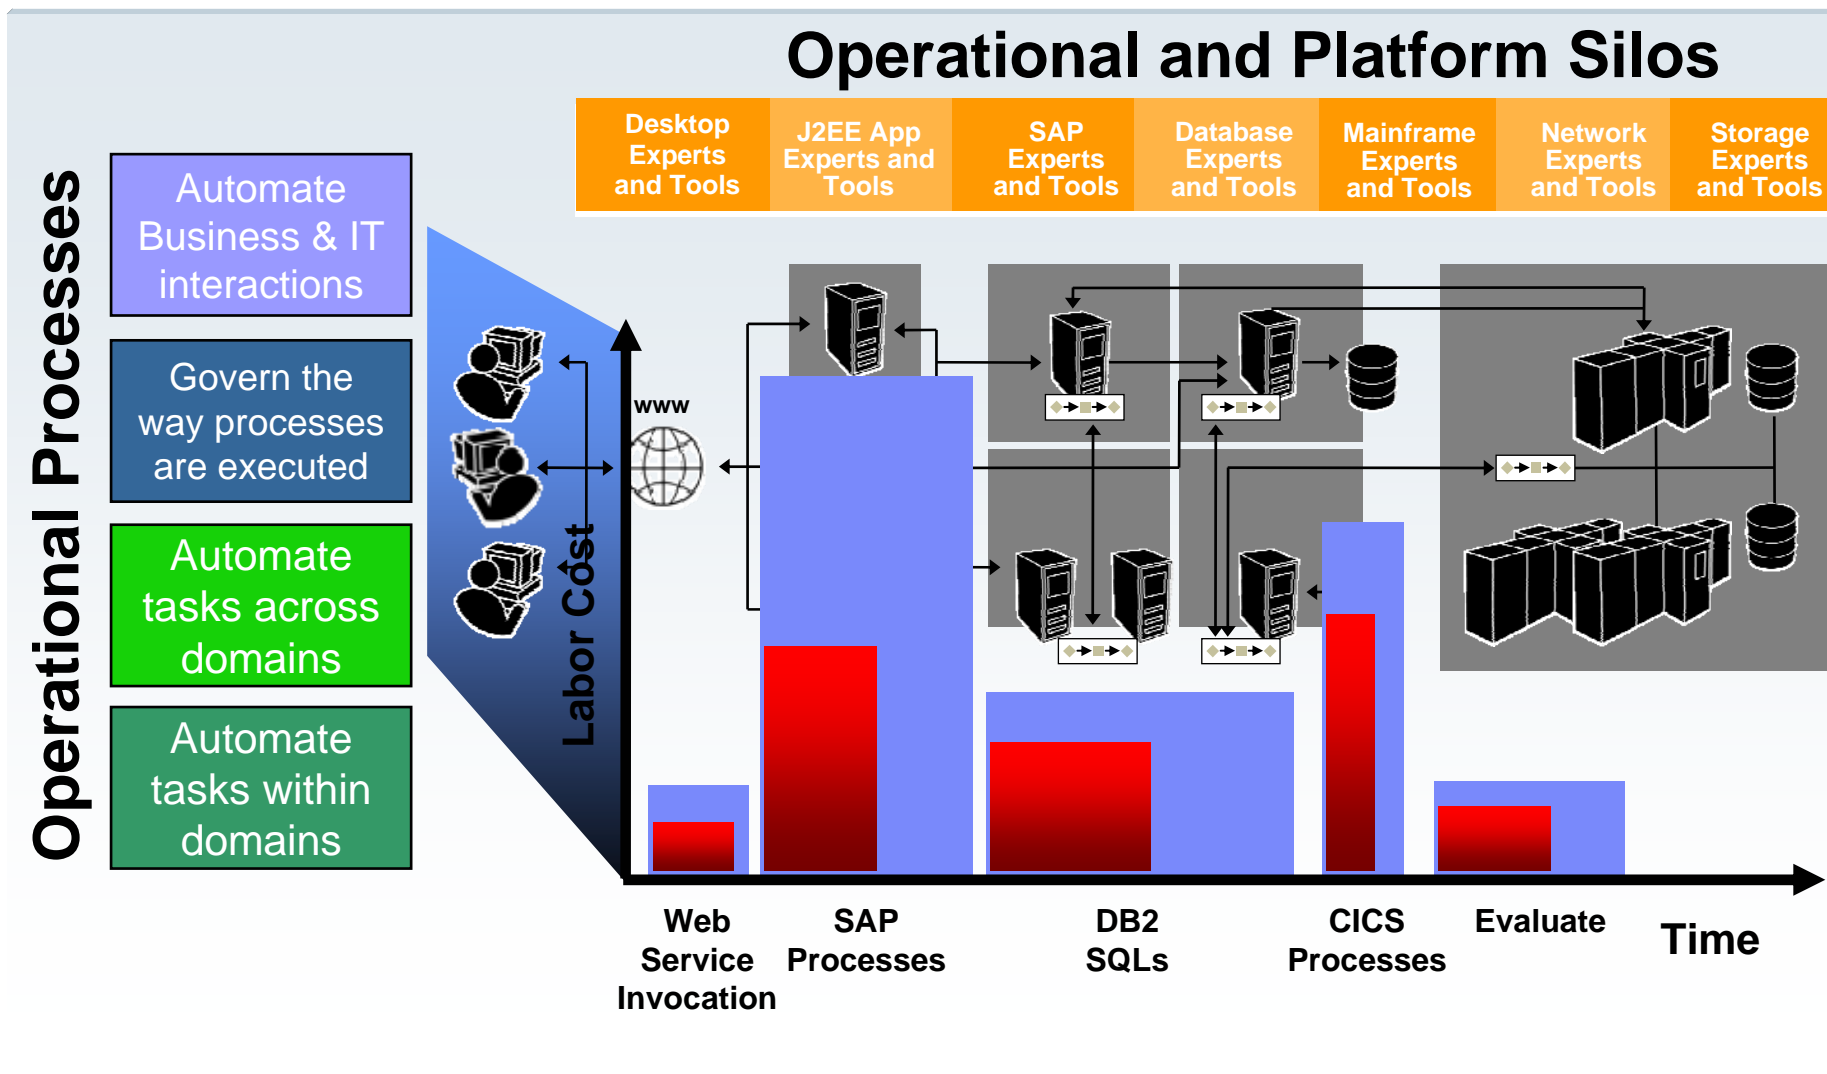 Operational and Platform Silos
Desktop
Experts
and Tools
J2EE App
Experts and
Tools
SAP
Experts
and Tools
Database
Experts
and Tools
Mainframe
Experts
and Tools
Network
Experts
and Tools
Storage
Experts
and Tools
Operational Processes
Automate
Business & IT
interactions
Govern the
way processes
are executed
Automate
tasks across
domains
Automate
tasks within
domains
www
Labor Cost
Web
Service
Invocation
SAP
Processes
DB2
SQLs
CICS
Processes
Evaluate
Time